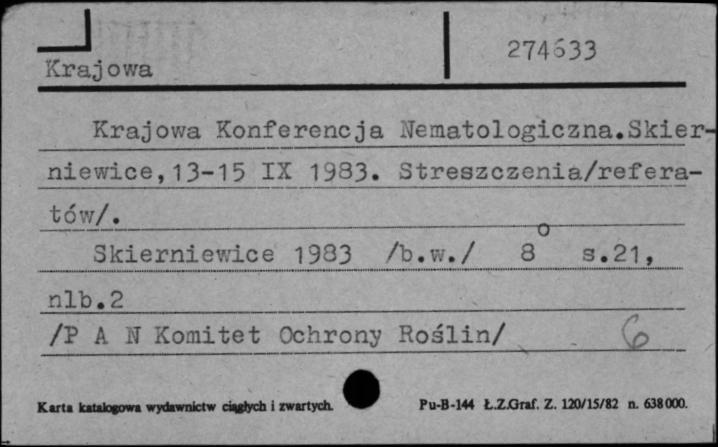 274633
Krajowa
Krajowa Konferencja Nematologiczna.Skier-
niewice,13-15 IX 1983. Streszczenia/refera-
tów/.
Skierniewice 1983 /b.w./ 8° s.21,
nlb.2
/P A N Komitet Ochrony Roślin/ 6
Karta katalogowa wydawnictw ciągłych i zwartych. Pu-B-144 Ł.Z.Graf. Z. 120/15/82 n. 638000.